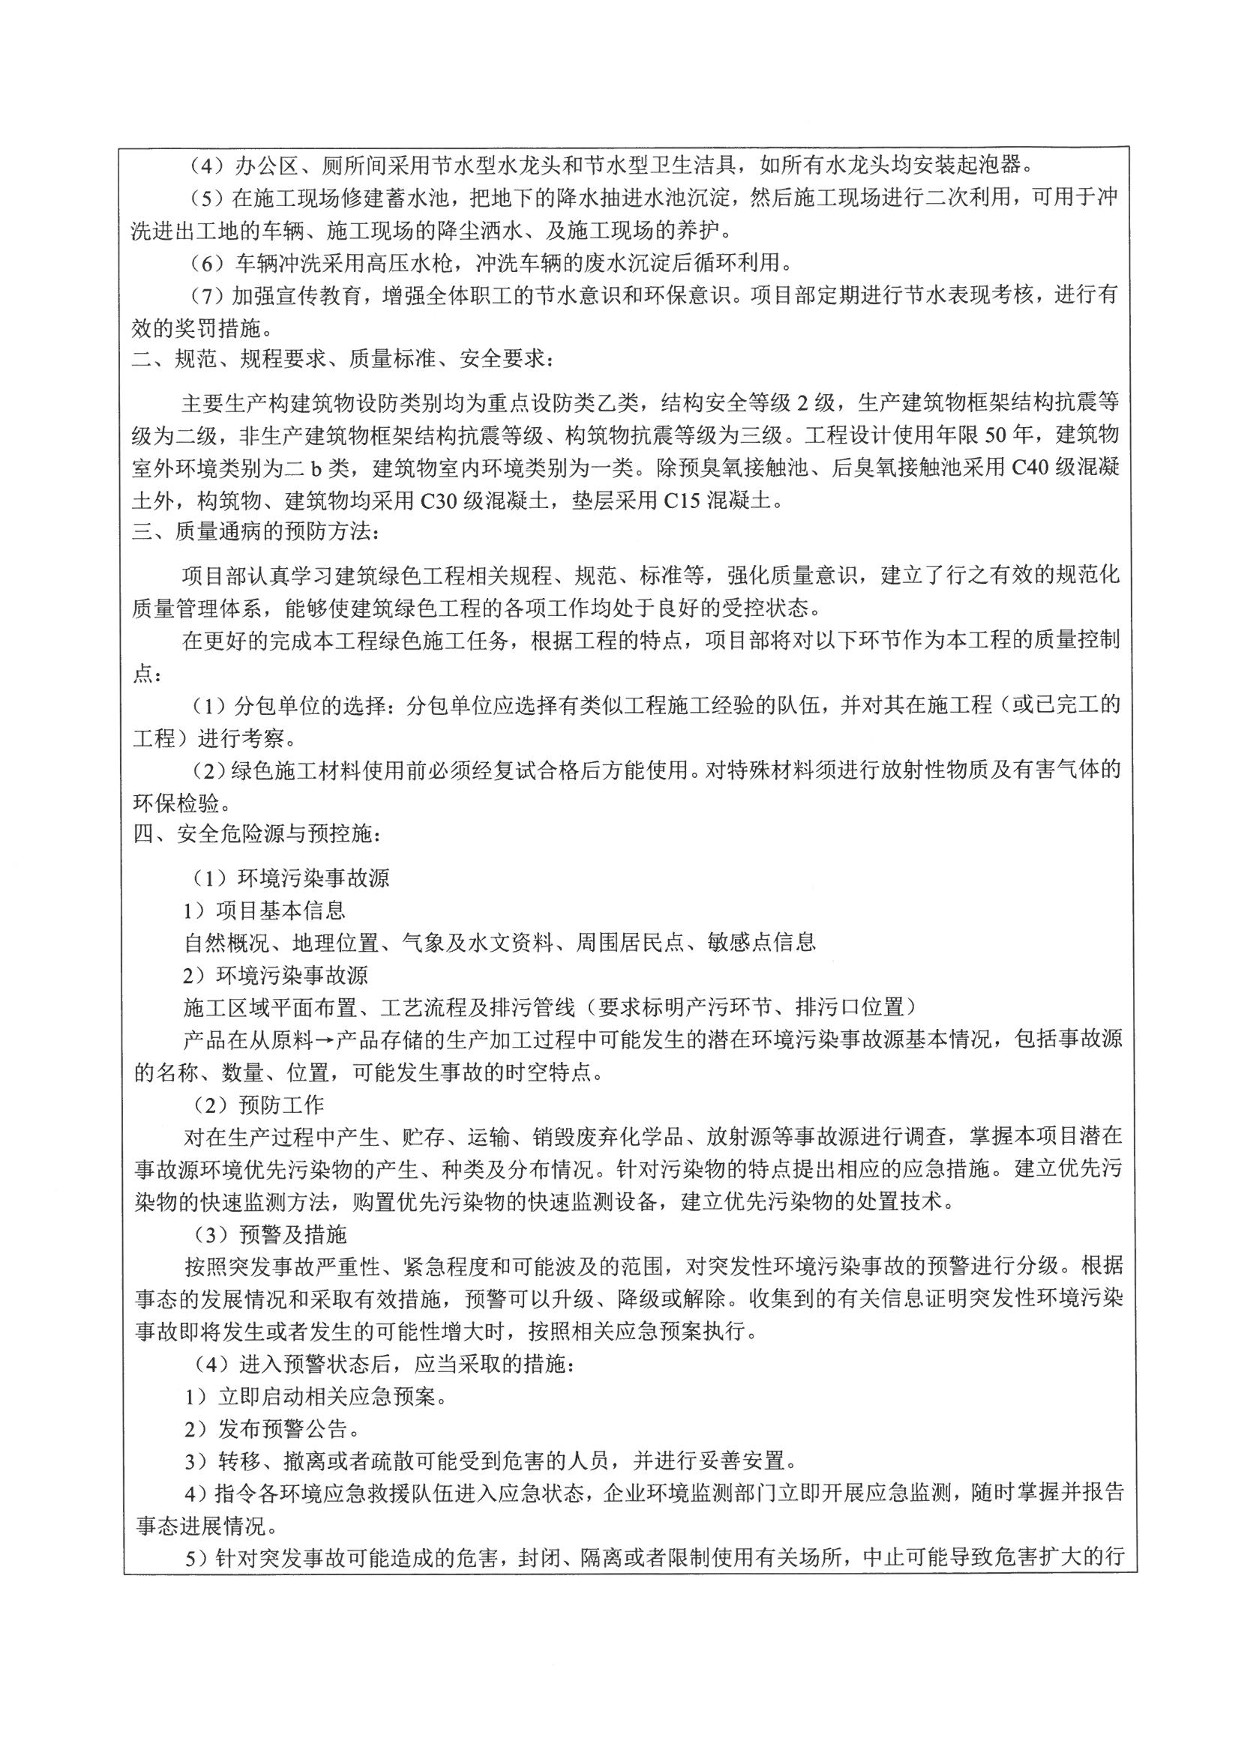 （4）办公区、厕所间采用节水型水龙头和节水型卫生洁具，如所有水龙头均安装起泡器。
（5）在施工现场修建蓄水池，把地下的降水抽进水池沉淀，然后施工现场进行二次利用，可用于冲
洗进出工地的车辆、施工现场的降尘洒水、及施工现场的养护。
（6）车辆冲洗采用高压水枪，冲洗车辆的废水沉淀后循环利用。
（7）加强宣传教育，增强全体职工的节水意识和环保意识。项目部定期进行节水表现考核，进行有
效的奖罚措施。
二、规范、规程要求、质量标准、安全要求：
主要生产构建筑物设防类别均为重点设防类乙类，结构安全等级 2 级，生产建筑物框架结构抗震等
级为二级，非生产建筑物框架结构抗震等级、构筑物抗震等级为三级。工程设计使用年限 50 年，建筑物
室外环境类别为二 b 类，建筑物室内环境类别为一类。除预臭氧接触池、后臭氧接触池采用 C40 级混凝
土外，构筑物、建筑物均采用 C30 级混凝土，垫层采用 C15 混凝土。
三、质量通病的预防方法：
项目部认真学习建筑绿色工程相关规程、规范、标准等，强化质量意识，建立了行之有效的规范化
质量管理体系，能够使建筑绿色工程的各项工作均处于良好的受控状态。
在更好的完成本工程绿色施工任务，根据工程的特点，项目部将对以下环节作为本工程的质量控制
点：
（1）分包单位的选择：分包单位应选择有类似工程施工经验的队伍，并对其在施工程（或已完工的
工程）进行考察。
（2）绿色施工材料使用前必须经复试合格后方能使用。对特殊材料须进行放射性物质及有害气体的
环保检验。
四、安全危险源与预控施：
（1）环境污染事故源
1）项目基本信息
自然概况、地理位置、气象及水文资料、周围居民点、敏感点信息
2）环境污染事故源
施工区域平面布置、工艺流程及排污管线（要求标明产污环节、排污口位置）
产品在从原料→产品存储的生产加工过程中可能发生的潜在环境污染事故源基本情况，包括事故源
的名称、数量、位置，可能发生事故的时空特点。
（2）预防工作
对在生产过程中产生、贮存、运输、销毁废弃化学品、放射源等事故源进行调查，掌握本项目潜在
事故源环境优先污染物的产生、种类及分布情况。针对污染物的特点提出相应的应急措施。建立优先污
染物的快速监测方法，购置优先污染物的快速监测设备，建立优先污染物的处置技术。
（3）预警及措施
按照突发事故严重性、紧急程度和可能波及的范围，对突发性环境污染事故的预警进行分级。根据
事态的发展情况和采取有效措施，预警可以升级、降级或解除。收集到的有关信息证明突发性环境污染
事故即将发生或者发生的可能性增大时，按照相关应急预案执行。
（4）进入预警状态后，应当采取的措施：
1）立即启动相关应急预案。
2）发布预警公告。
3）转移、撤离或者疏散可能受到危害的人员，并进行妥善安置。
4）指令各环境应急救援队伍进入应急状态，企业环境监测部门立即开展应急监测，随时掌握并报告
事态进展情况。
5）针对突发事故可能造成的危害，封闭、隔离或者限制使用有关场所，中止可能导致危害扩大的行